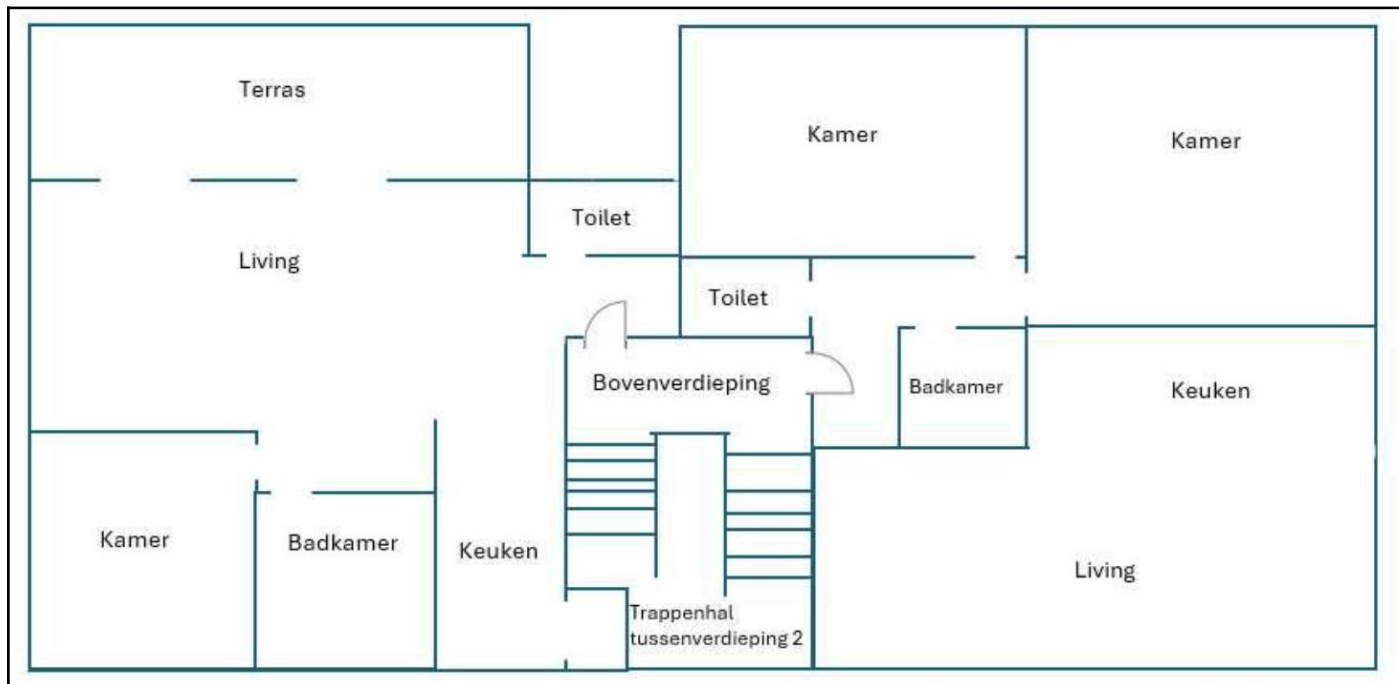 Terras
Kamer
Kamer
Toilet
Living
Toilet
Bovenverdieping
Badkamer
Keuken
Kamer
Badkamer
Keuken
Living
Trappenhal
tussenverdieping 2